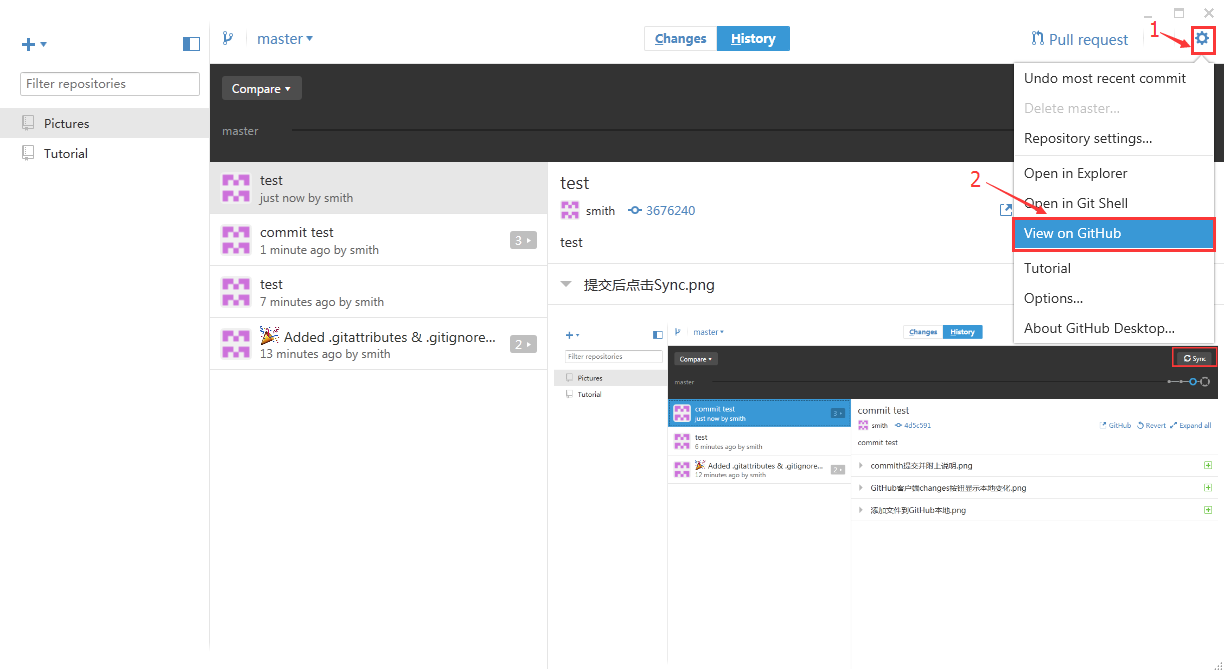 master
Changes
History
Pull request
1
Filter repositories
Pictures
Tutorial
Compare
master
Undo most recent commit
Delete master...
Repository settings...
Open in Explorer
Open in Git Shell
View on GitHub
Tutorial
Options...
About GitHub Desktop...
2
test
just now by smith
commit test
1 minute ago by smith
3
test
7 minutes ago by smith
Added .gitattributes & .gitignore...
13 minutes ago by smith
2
test
smith
3676240
test
提交后点击Sync.png
master
Changes
History
Filter repositories
Pictures
Tutorial
Compare
Sync
master
commit test
just now by smith
3
test
6 minutes ago by smith
Added .gitattributes & .gitignore...
12 minutes ago by smith
2
commit test
smith
4d5c591
GitHub
Revert
Expand all
commit test
commith提交并附上说明.png
GitHub客户端changes按钮显示本地变化.png
添加文件到GitHub本地.png